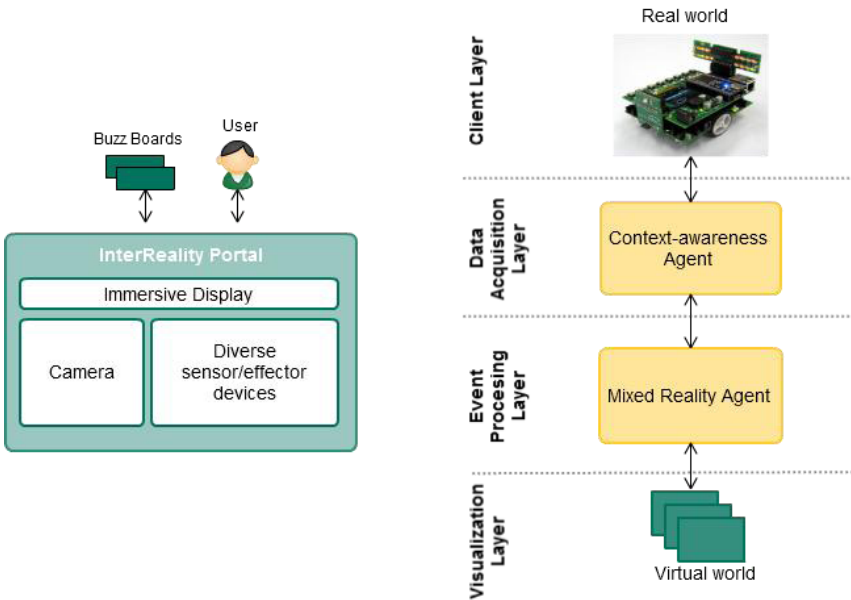 Buzz Boards
User
InterReality Portal
Immersive Display
Camera
Diverse
sensor/effector
devices
Real world
Client Layer
Data
Acquisition
Layer
Context-awareness
Agent
Event
Procesing
Layer
Mixed Reality Agent
Visualization
Layer
Virtual world